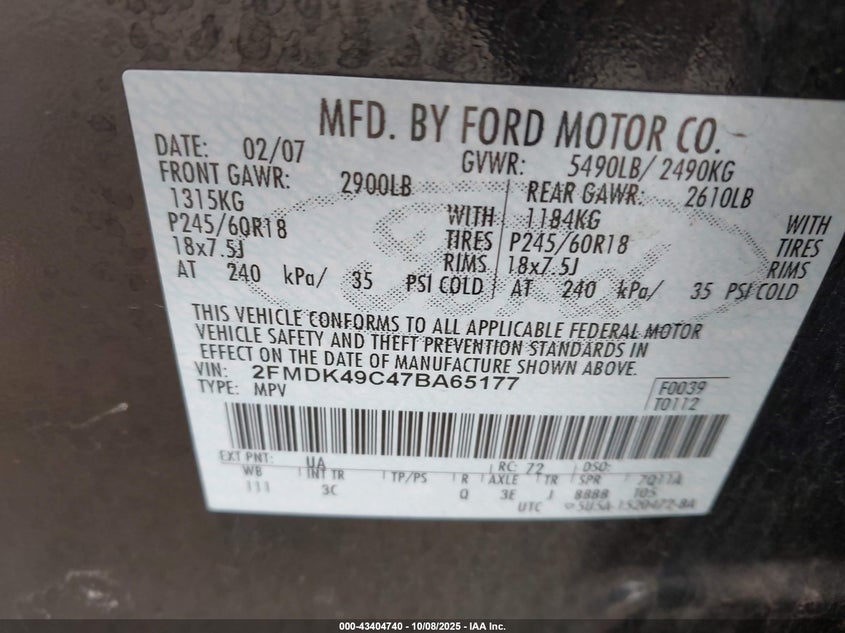 MFD. BY FORD MOTOR CO.
DATE: 02/07 GVWR: 5490LB/ 2490KG
FRONT GAWR: 2900LB REAR GAWR: 2610LB
1315KG WITH 1184KG WITH
P245/60R18 TIRES P245/60R18 TIRES
18x7.5J RIMS 18x7.5J RIMS
AT 240 kPa/ 35 PSI COLD AT 240 kPa/ 35 PSI COLD
THIS VEHICLE CONFORMS TO ALL APPLICABLE FEDERAL MOTOR
VEHICLE SAFETY AND THEFT PREVENTION STANDARDS IN
EFFECT ON THE DATE OF MANUFACTURE SHOWN ABOVE.
VIN: 2FMDK49C47BA65177
TYPE: MPV
F0039
T0112
EXT PNT: UA RC: 72 DSO:
WB INT TR TP/PS R AXLE TR SPR 7Q11A
111 3C Q 3E J 8888 105
UTC
000-43404740 - 10/08/2025 - IAA Inc.